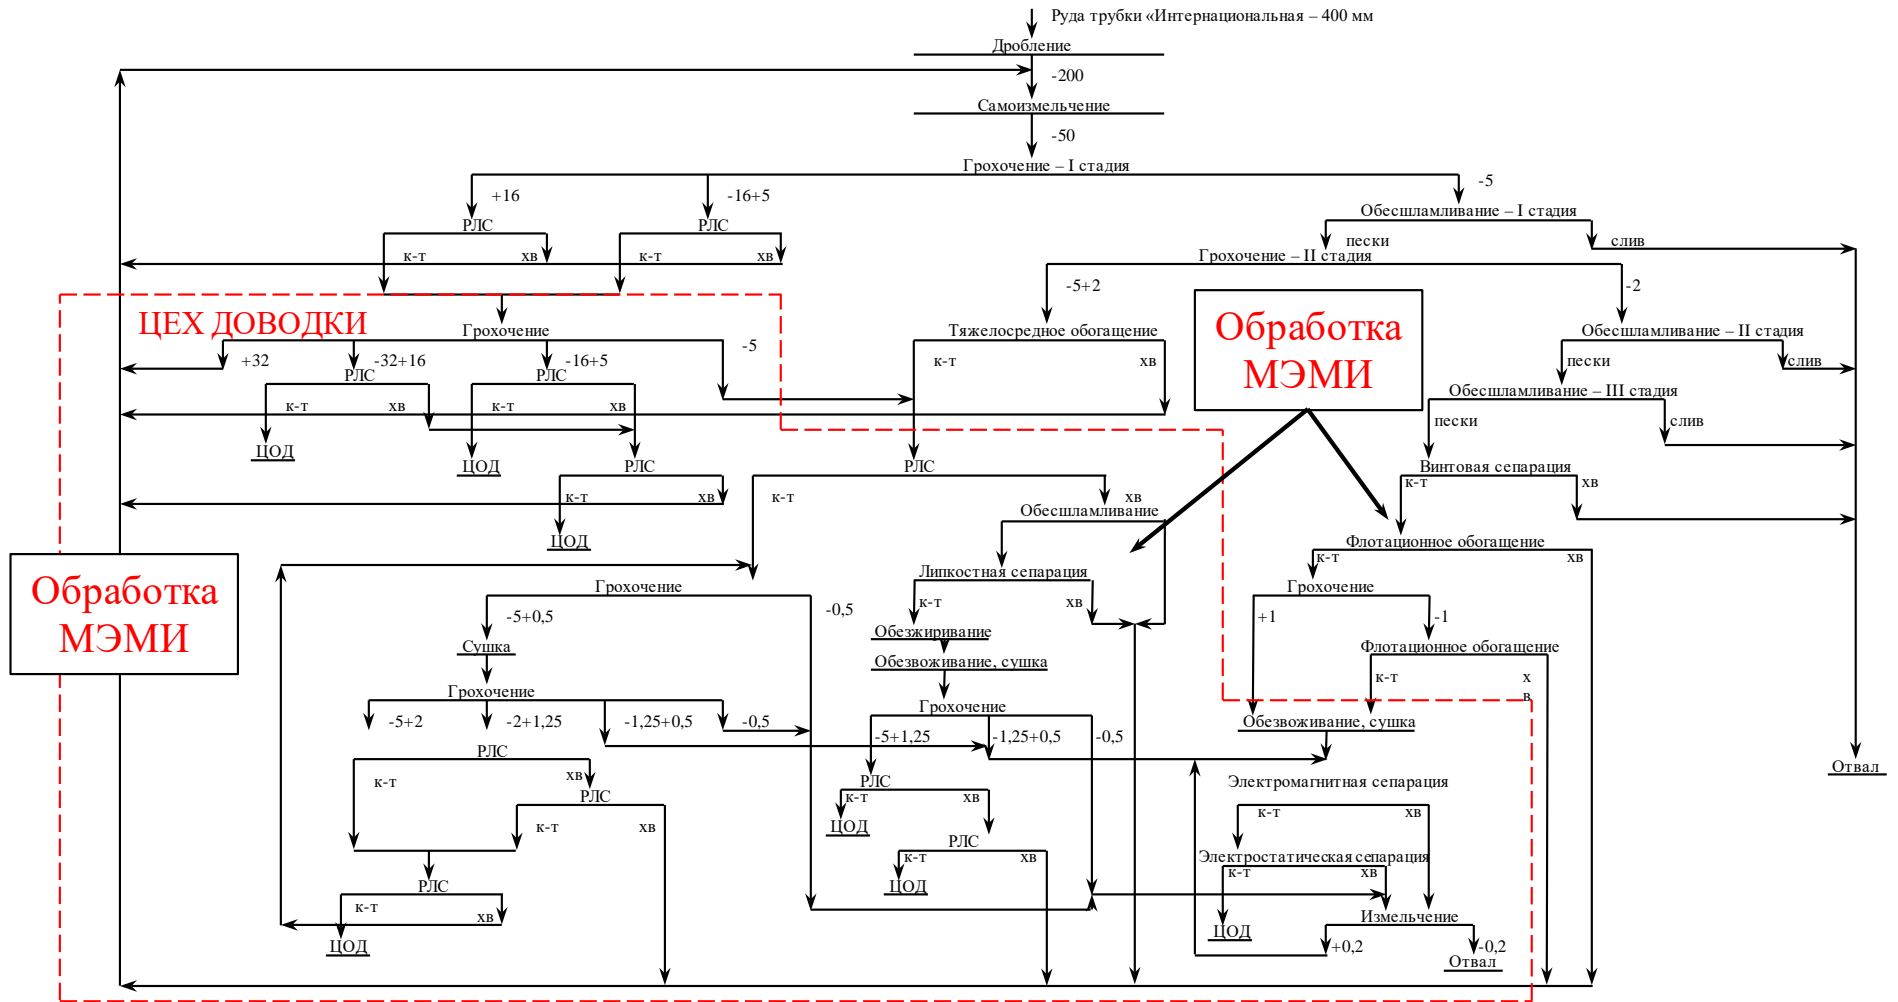 Руда трубки «Интернациональная – 400 мм
Дробление
-200
Самоизмельчение
-50
Грохочение – I стадия
+16
-16+5
-5
РЛС
РЛС
Обесшламливание – I стадия
к-т
хв
к-т
хв
пески
слив
Грохочение – II стадия
-5+2
-2
ЦЕХ ДОВОДКИ
Грохочение
Тяжелосредное обогащение
Обработка
МЭМИ
Обесшламливание – II стадия
+32
-32+16
-16+5
-5
к-т
хв
пески
слив
РЛС
РЛС
Обесшламливание – III стадия
к-т
хв
к-т
хв
пески
слив
ЦОД
ЦОД
РЛС
РЛС
Винтовая сепарация
к-т
хв
к-т
хв
к-т
хв
Обесшламливание
ЦОД
Флотационное обогащение
к-т
хв
Обработка
МЭМИ
Грохочение
Липкостная сепарация
Грохочение
-5+0,5
-0,5
к-т
хв
+1
-1
Сушка
Обезжиривание
Флотационное обогащение
Обезвоживание, сушка
к-т
х
в
Грохочение
Грохочение
Обезвоживание, сушка
-5+2
-2+1,25
-1,25+0,5
-0,5
-5+1,25
-1,25+0,5
-0,5
РЛС
Отвал
к-т
хв
РЛС
Электромагнитная сепарация
РЛС
к-т
хв
к-т
хв
к-т
хв
ЦОД
РЛС
Электростатическая сепарация
к-т
хв
к-т
хв
РЛС
ЦОД
к-т
хв
Измельчение
ЦОД
ЦОД
+0,2
-0,2
Отвал